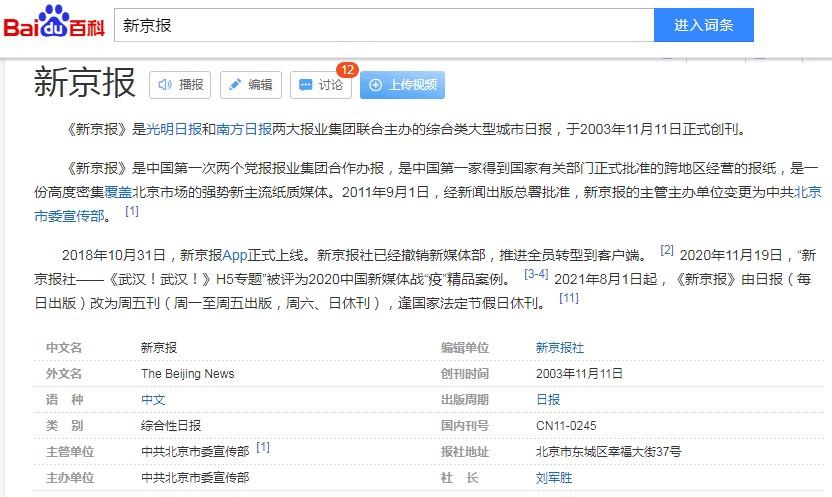 Bai du 百科
新京报
进入词条
新京报
播报
编辑
讨论
12
上传视频
《新京报》是光明日报和南方日报两大报业集团联合主办的综合类大型城市日报，于2003年11月11日正式创刊。
《新京报》是中国第一次两个党报报业集团合作办报，是中国第一家得到国家有关部门正式批准的跨地区经营的报纸，是一
份高度密集覆盖北京市场的强势新主流纸质媒体。2011年9月1日，经新闻出版总署批准，新京报的主管主办单位变更为中共北京
市委宣传部。 [1]
2018年10月31日，新京报App正式上线。新京报社已经撤销新媒体部，推进全员转型到客户端。 [2] 2020年11月19日，“新
京报社——《武汉！武汉！》H5专题”被评为2020中国新媒体战“疫”精品案例。 [3-4] 2021年8月1日起，《新京报》由日报（每
日出版）改为周五刊（周一至周五出版，周六、日休刊），逢国家法定节假日休刊。 [11]
中文名 新京报 编辑单位 新京报社
外文名 The Beijing News 创刊时间 2003年11月11日
语 种 中文 出版周期 日报
类 别 综合性日报 国内刊号 CN11-0245
主管单位 中共北京市委宣传部 [1] 报社地址 北京市东城区幸福大街37号
主办单位 中共北京市委宣传部 社 长 刘军胜